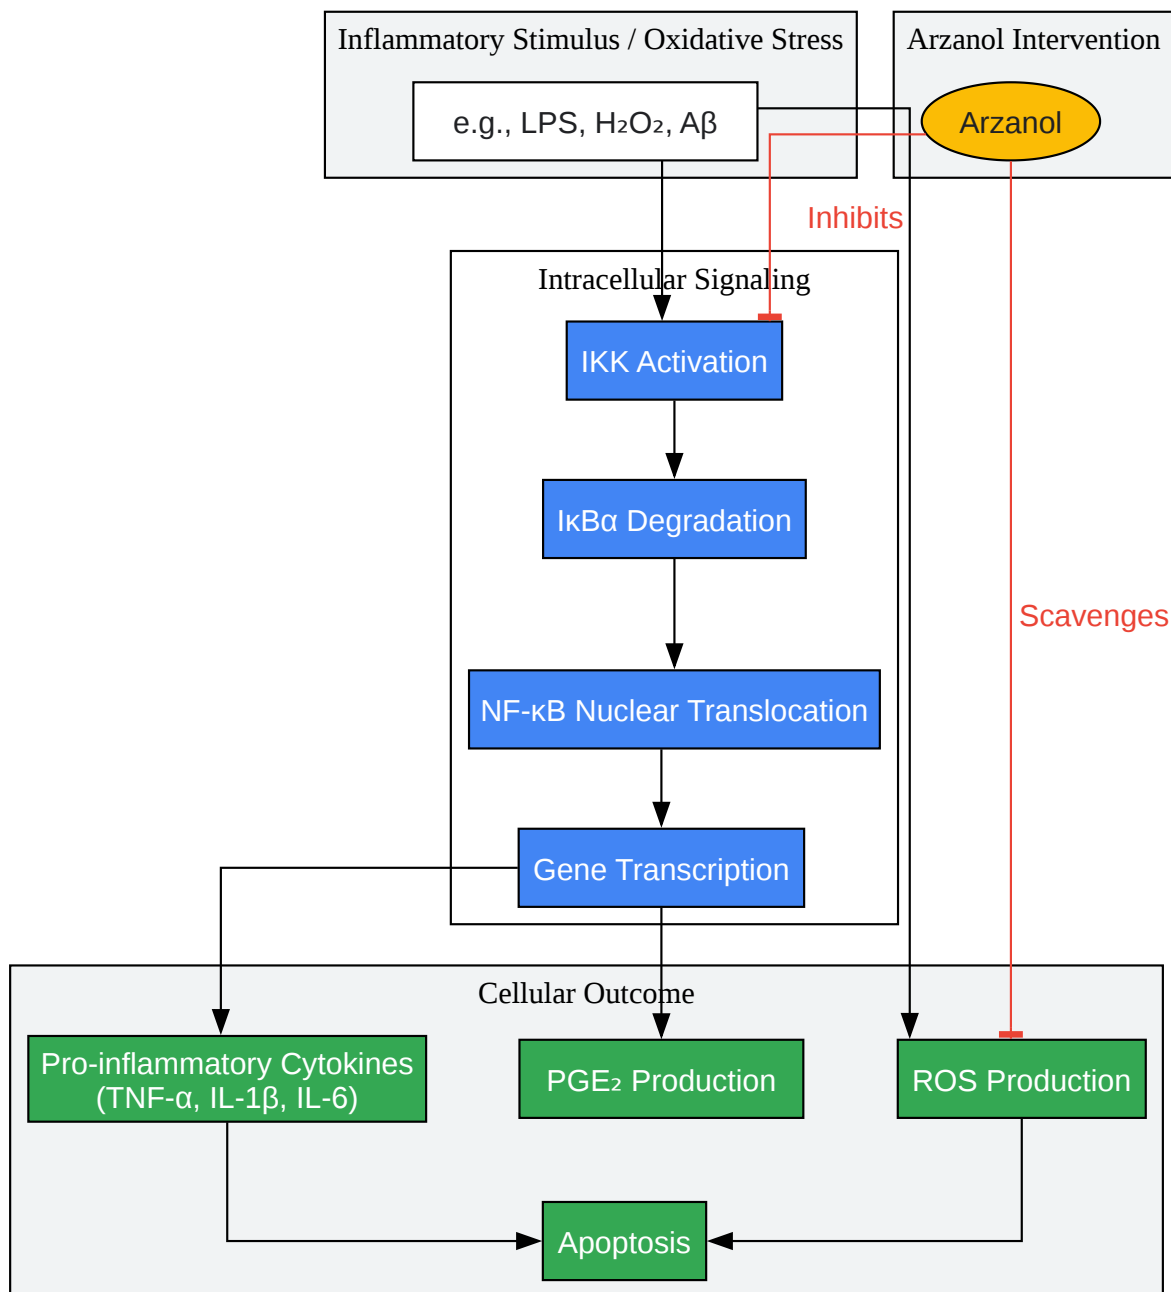 Inflammatory Stimulus / Oxidative Stress
Arzanol Intervention
e.g., LPS, H₂O₂, Aβ
Arzanol
Inhibits
Intracellular Signaling
IKK Activation
IκBα Degradation
Scavenges
NF-κB Nuclear Translocation
Gene Transcription
Cellular Outcome
Pro-inflammatory Cytokines
(TNF-α, IL-1β, IL-6)
PGE₂ Production
ROS Production
Apoptosis